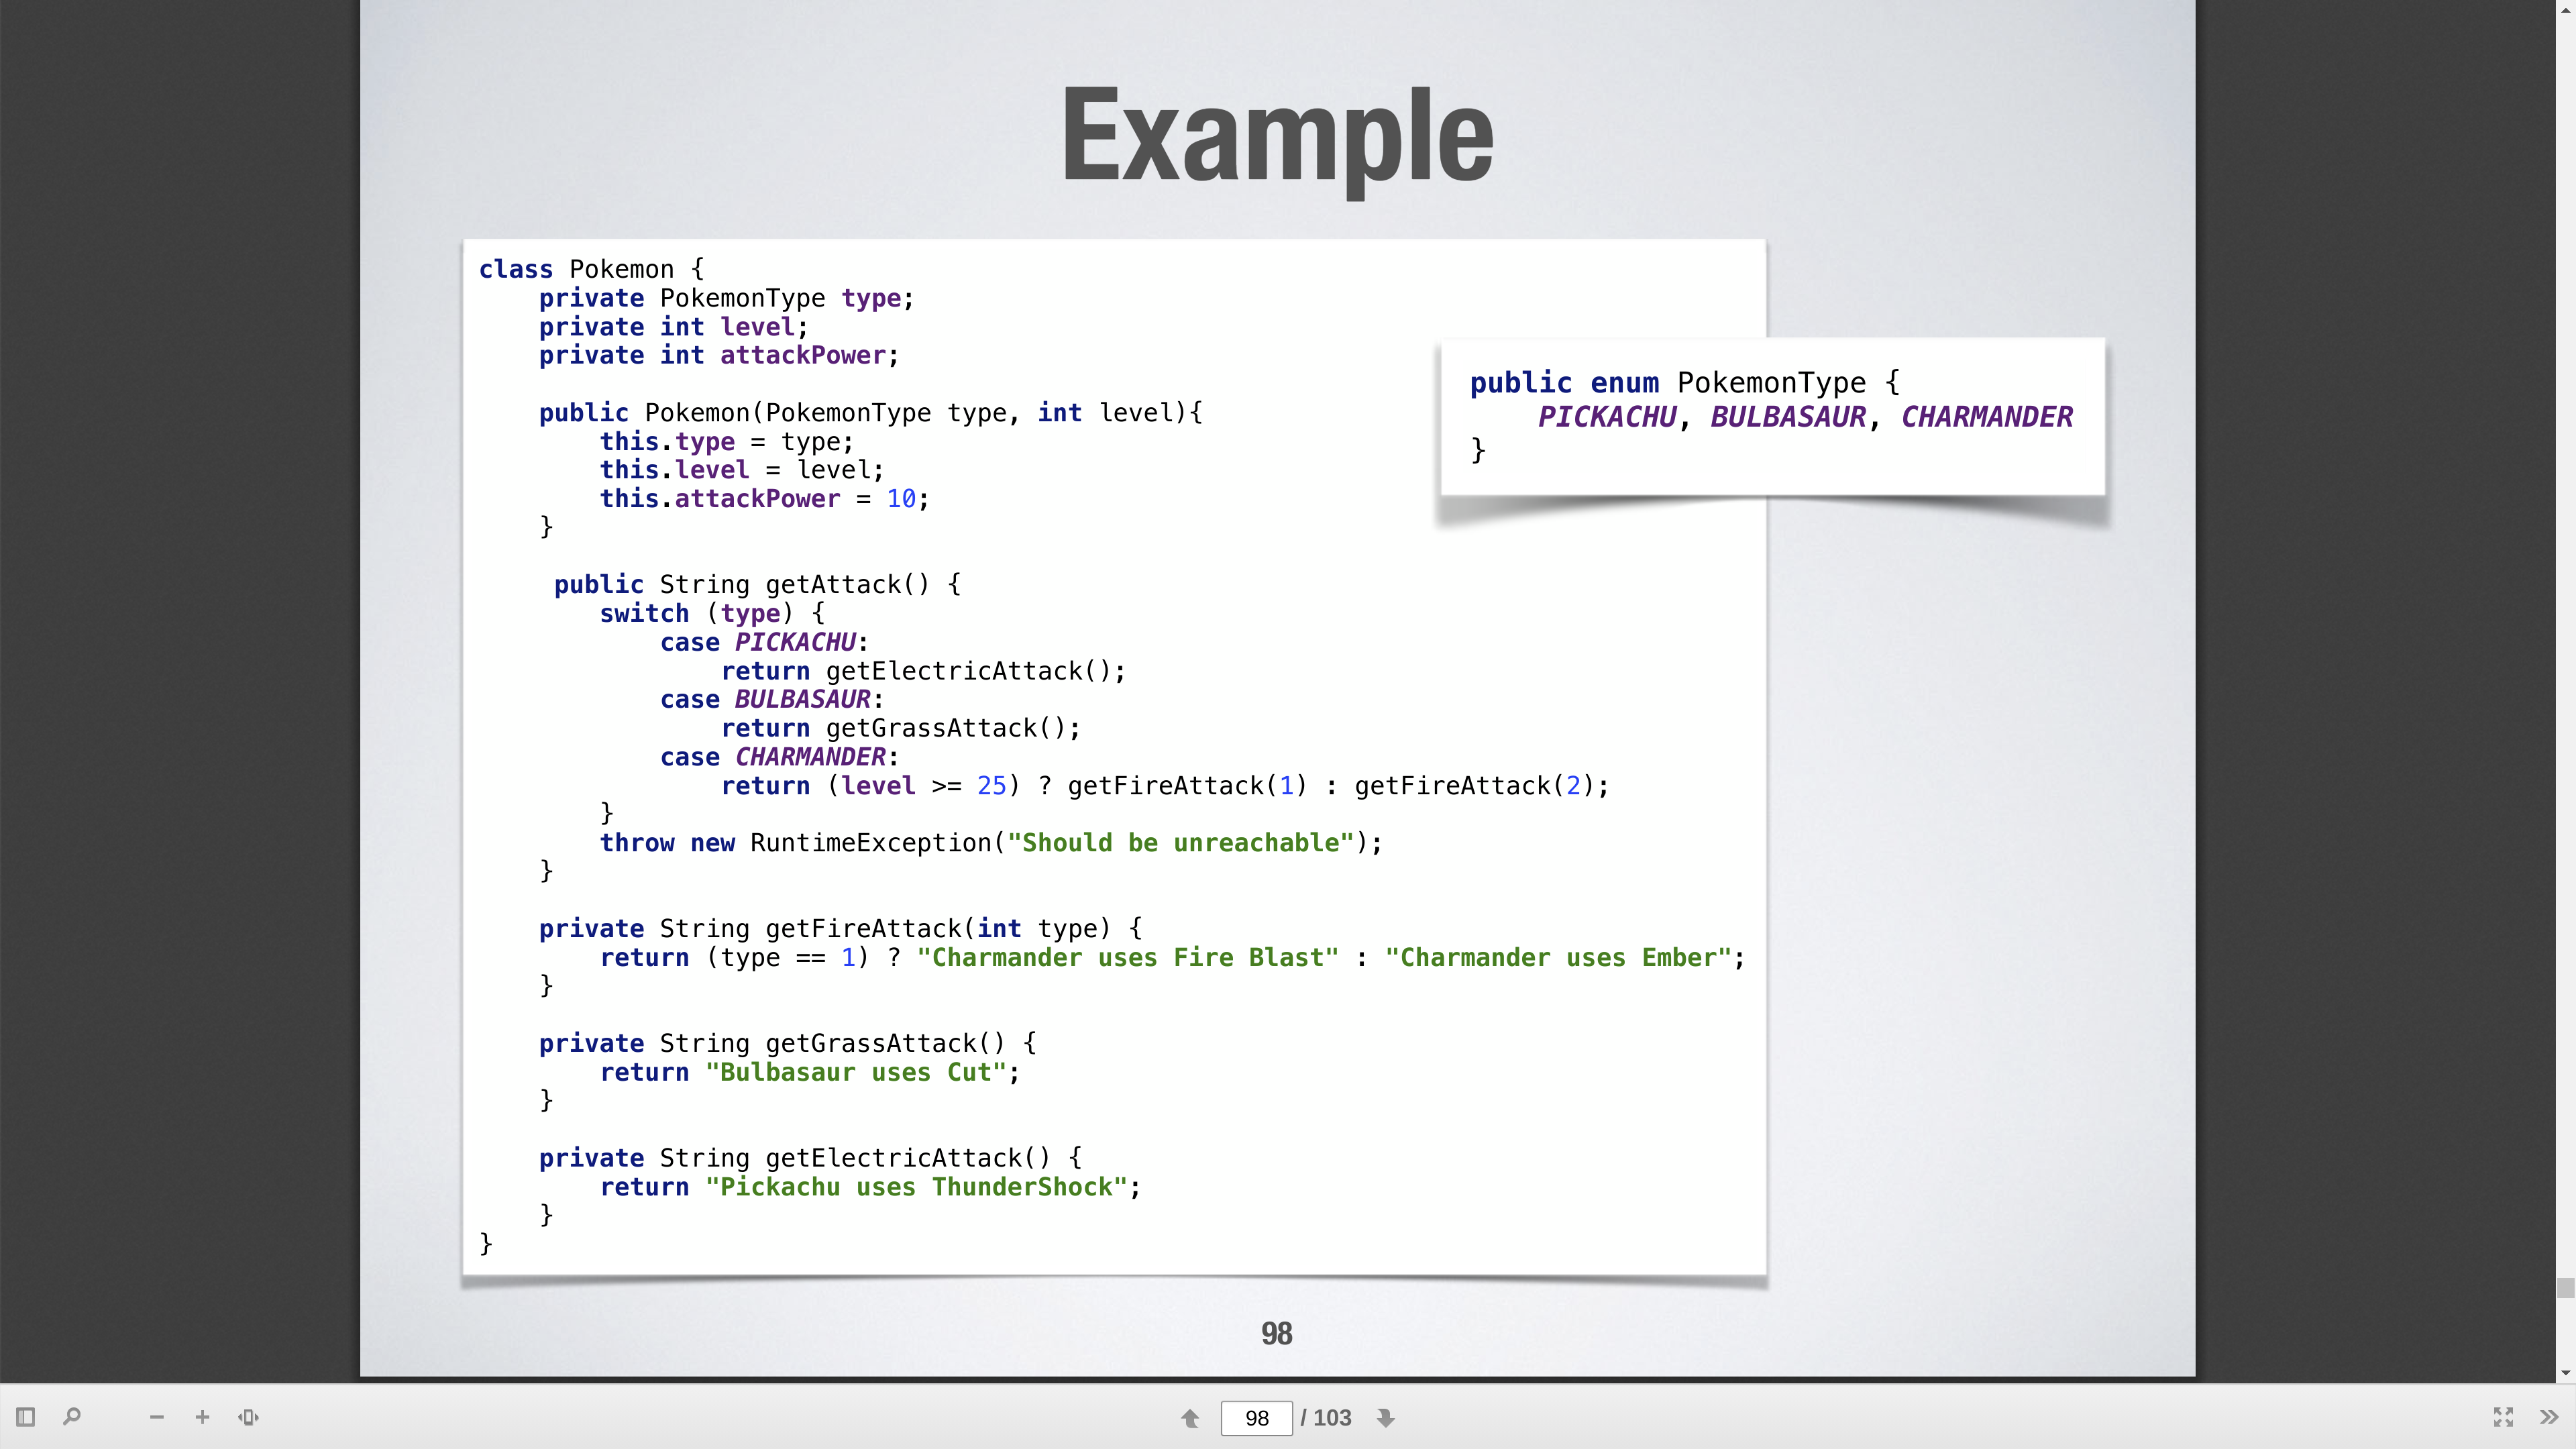 Example
class Pokemon {
private PokemonType type;
private int level;
private int attackPower;
public Pokemon(PokemonType type, int level){
this.type = type;
this.level = level;
this.attackPower = 10;
}
public String getAttack() {
switch (type) {
case PICKACHU:
return getElectricAttack();
case BULBASAUR:
return getGrassAttack();
case CHARMANDER:
return (level >= 25) ? getFireAttack(1) : getFireAttack(2);
}
throw new RuntimeException("Should be unreachable");
}
private String getFireAttack(int type) {
return (type == 1) ? "Charmander uses Fire Blast" : "Charmander uses Ember";
}
private String getGrassAttack() {
return "Bulbasaur uses Cut";
}
private String getElectricAttack() {
return "Pickachu uses ThunderShock";
}
}
public enum PokemonType {
PICKACHU, BULBASAUR, CHARMANDER
}
98
98 / 103